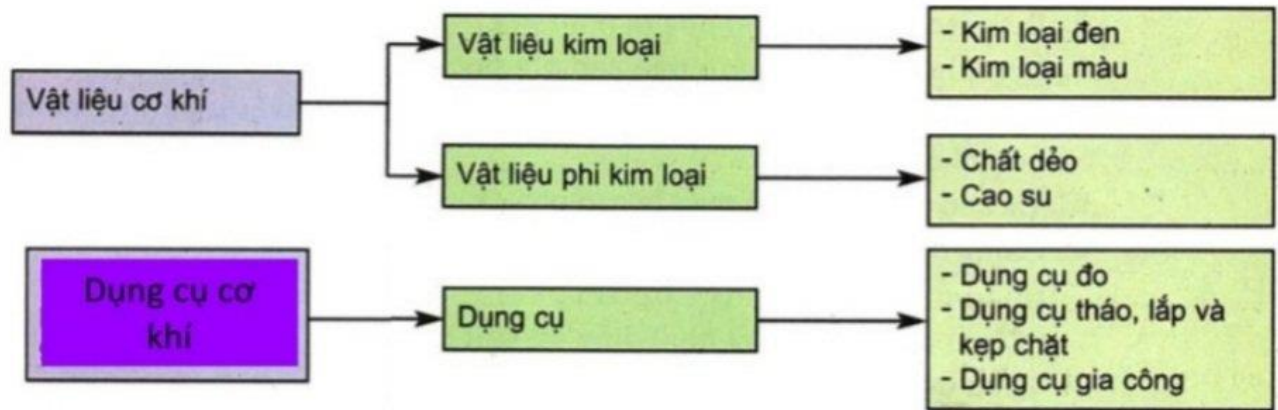 Vật liệu cơ khí
Vật liệu kim loại
- Kim loại đen
- Kim loại màu
Vật liệu phi kim loại
- Chất dẻo
- Cao su
Dụng cụ cơ
khí
Dụng cụ
- Dụng cụ đo
- Dụng cụ tháo, lắp và
kẹp chặt
- Dụng cụ gia công